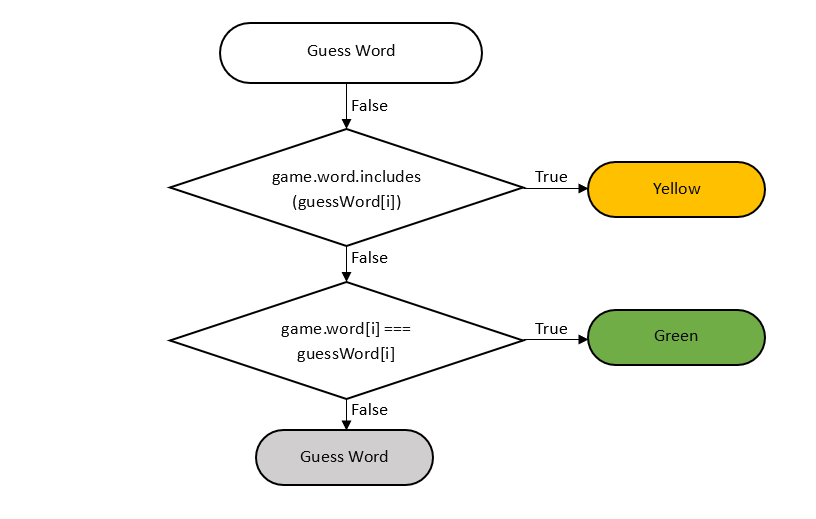 Guess Word
False
game.word.includes
(guessWord[i])
True
Yellow
False
game.word[i] ===
guessWord[i]
True
Green
False
Guess Word